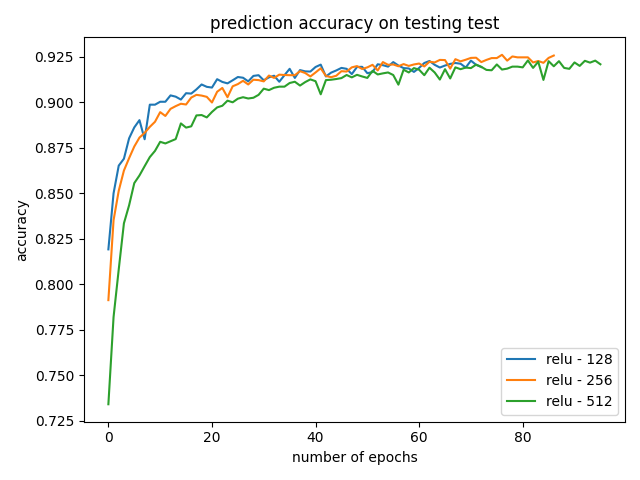 prediction accuracy on testing test
0.925
0.900
0.875
0.850
0.825
0.800
0.775
0.750
0.725
accuracy
relu - 128
relu - 256
relu - 512
0 20 40 60 80
number of epochs